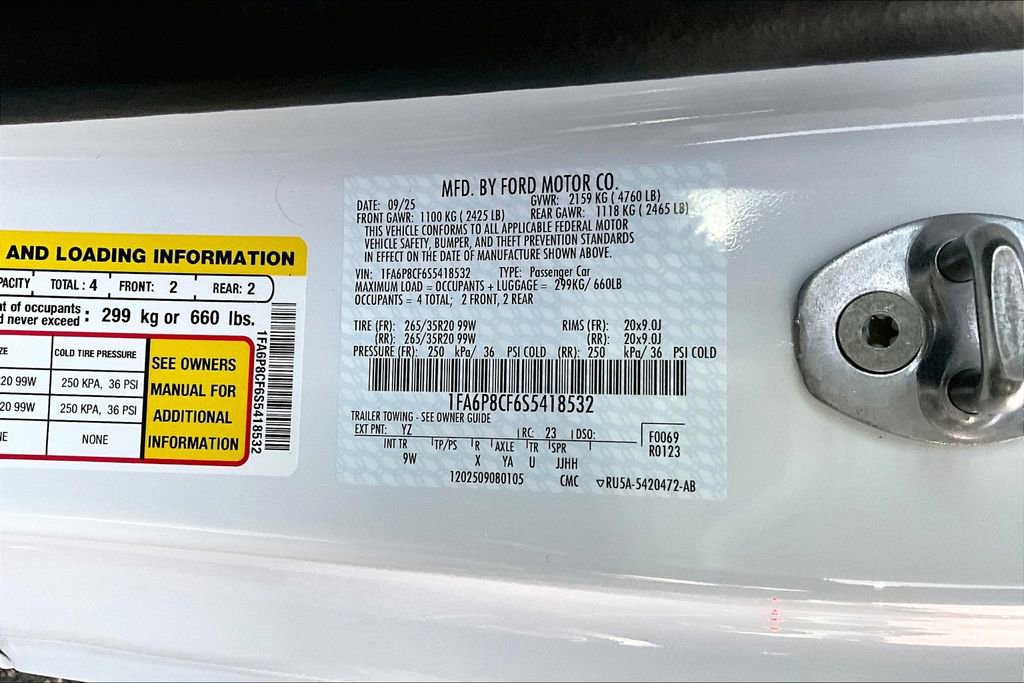 AND LOADING INFORMATION
PACITY TOTAL : 4 FRONT: 2 REAR: 2
nt of occupants
d never exceed : 299 kg or 660 lbs.
ZE COLD TIRE PRESSURE
20 99W 250 KPA, 36 PSI
20 99W 250 KPA, 36 PSI
NE NONE
SEE OWNERS
MANUAL FOR
ADDITIONAL
INFORMATION
1FA6P8CF6S5418532
MFD. BY FORD MOTOR CO.
DATE: 09/25 GVWR: 2159 KG ( 4760 LB)
FRONT GAWR: 1100 KG ( 2425 LB) REAR GAWR: 1118 KG ( 2465 LB)
THIS VEHICLE CONFORMS TO ALL APPLICABLE FEDERAL MOTOR
VEHICLE SAFETY, BUMPER, AND THEFT PREVENTION STANDARDS
IN EFFECT ON THE DATE OF MANUFACTURE SHOWN ABOVE.
VIN: 1FA6P8CF6S5418532 TYPE: Passenger Car
MAXIMUM LOAD = OCCUPANTS + LUGGAGE = 299KG/ 660LB
OCCUPANTS = 4 TOTAL; 2 FRONT, 2 REAR
TIRE (FR): 265/35R20 99W RIMS (FR): 20x9.0J
(RR): 265/35R20 99W (RR): 20x9.0J
PRESSURE (FR): 250 kPa/ 36 PSI COLD (RR): 250 kPa/ 36 PSI COLD
1FA6P8CF6S5418532
TRAILER TOWING - SEE OWNER GUIDE
EXT PNT: YZ RC: 23 DSO: F0069
INT TR TP/PS R AXLE TR SPR R0123
9W X YA U JJHH
1202509080105 CMC RU5A-5420472-AB